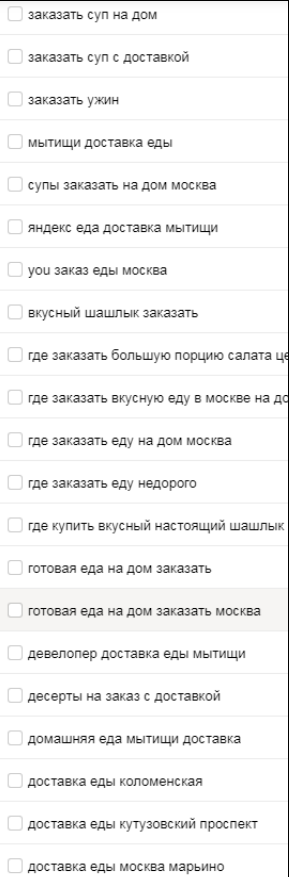 заказать суп на дом
заказать суп с доставкой
заказать ужин
мытищи доставка еды
супы заказать на дом москва
яндекс еда доставка мытищи
you заказ еды москва
вкусный шашлык заказать
где заказать большую порцию салата це
где заказать вкусную еду в москве на до
где заказать еду на дом москва
где заказать еду недорого
где купить вкусный настоящий шашлык
готовая еда на дом заказать
готовая еда на дом заказать москва
девелопер доставка еды мытищи
десерты на заказ с доставкой
домашняя еда мытищи доставка
доставка еды коломенская
доставка еды кутузовский проспект
доставка еды москва марьино